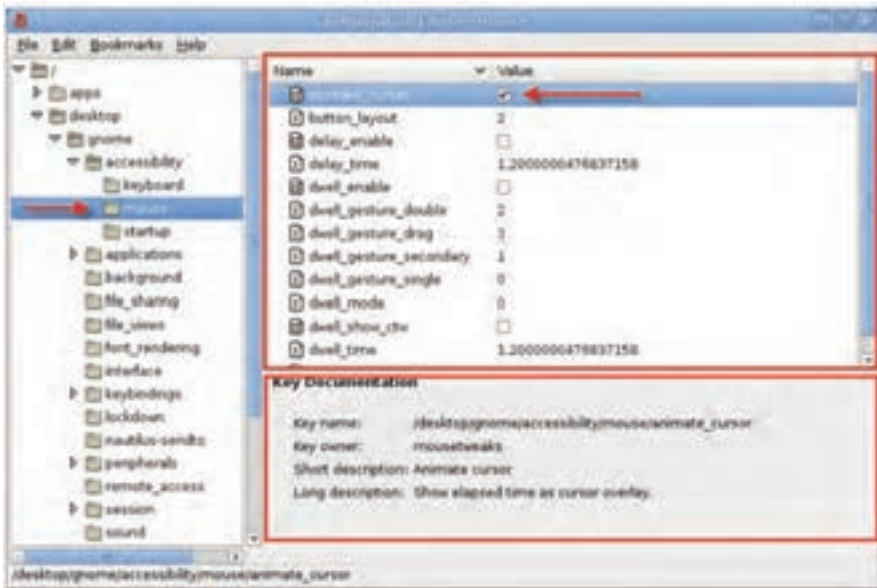 File Edit Bookmarks Help
/
apps
desktop
gnome
accessibility
keyboard
mouse
startup
applications
background
file_sharing
file_views
font_rendering
interface
keybindings
lockdown
nautilus-sendto
peripherals
remote_access
session
sound
Name Value
animate_cursor
button_layout 2
delay_enable
delay_time 1.2000000476837158
dwell_enable
dwell_gesture_double 2
dwell_gesture_drag 3
dwell_gesture_secondary 1
dwell_gesture_single 0
dwell_mode 0
dwell_show_ctw
dwell_time 1.2000000476837158
Key Documentation
Key name: /desktop/gnome/accessibility/mouse/animate_cursor
Key owner: mousetweaks
Short description: Animate cursor
Long description: Show elapsed time as cursor overlay.
/desktop/gnome/accessibility/mouse/animate_cursor